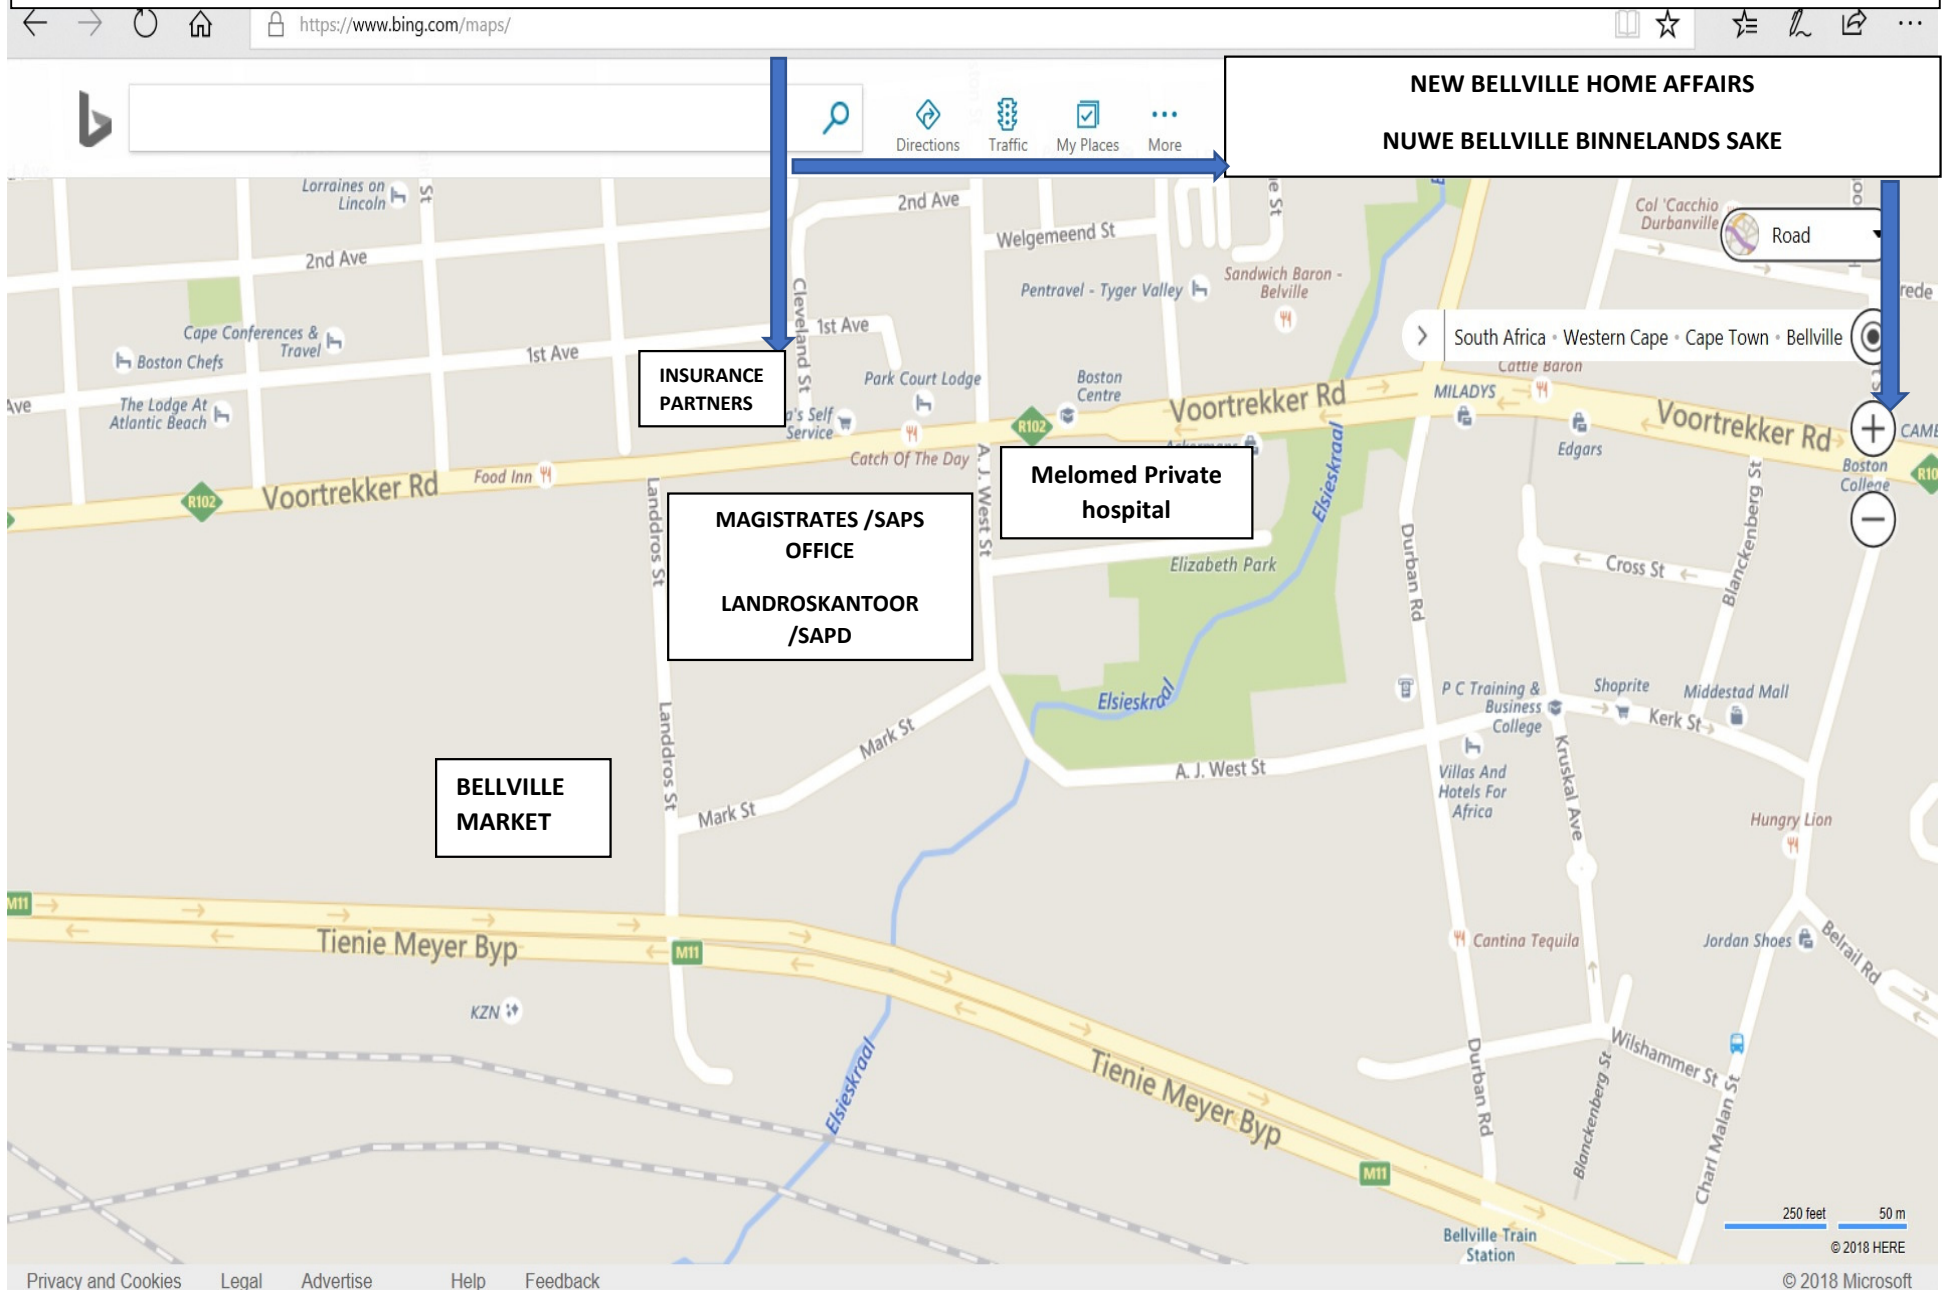 https://www.bing.com/maps/
Directions
Traffic
My Places
More
NEW BELLVILLE HOME AFFAIRS
NUWE BELLVILLE BINNELANDS SAKE
Lorraines on
Lincoln
St
2nd Ave
Welgemeend St
Col 'Cacchio
Durbanville
Road
2nd Ave
Pentravel - Tyger Valley
Sandwich Baron -
Belville
Cleveland St
1st Ave
Cape Conferences &
Travel
Boston Chefs
1st Ave
South Africa • Western Cape • Cape Town • Bellville
Cattle Baron
INSURANCE
PARTNERS
Park Court Lodge
Boston
Centre
Voortrekker Rd
MILADYS
Ave
The Lodge At
Atlantic Beach
Service
R102
Edgars
Voortrekker Rd
Boston
College
Catch Of The Day
Food Inn
R102
Voortrekker Rd
Melomed Private
hospital
Elsieskraal
Landdros St
A. J. West St
MAGISTRATES /SAPS
OFFICE
LANDROSKANTOOR
/SAPD
Elizabeth Park
Durban Rd
Cross St
Blanckenberg St
Elsieskraal
P C Training &
Business
College
Shoprite
Middestad Mall
Kerk St
Landdros St
Mark St
A. J. West St
Villas And
Hotels For
Africa
Kruskal Ave
BELLVILLE
MARKET
Mark St
Hungry Lion
M11
Tienie Meyer Byp
M11
Cantina Tequila
Jordan Shoes
Belrail Rd
KZN
Elsieskraal
Tienie Meyer Byp
Durban Rd
Wilshammer St
Blanckenberg St
Charl Malan St
M11
Bellville Train
Station
250 feet
50 m
© 2018 HERE
Privacy and Cookies
Legal
Advertise
Help
Feedback
© 2018 Microsoft